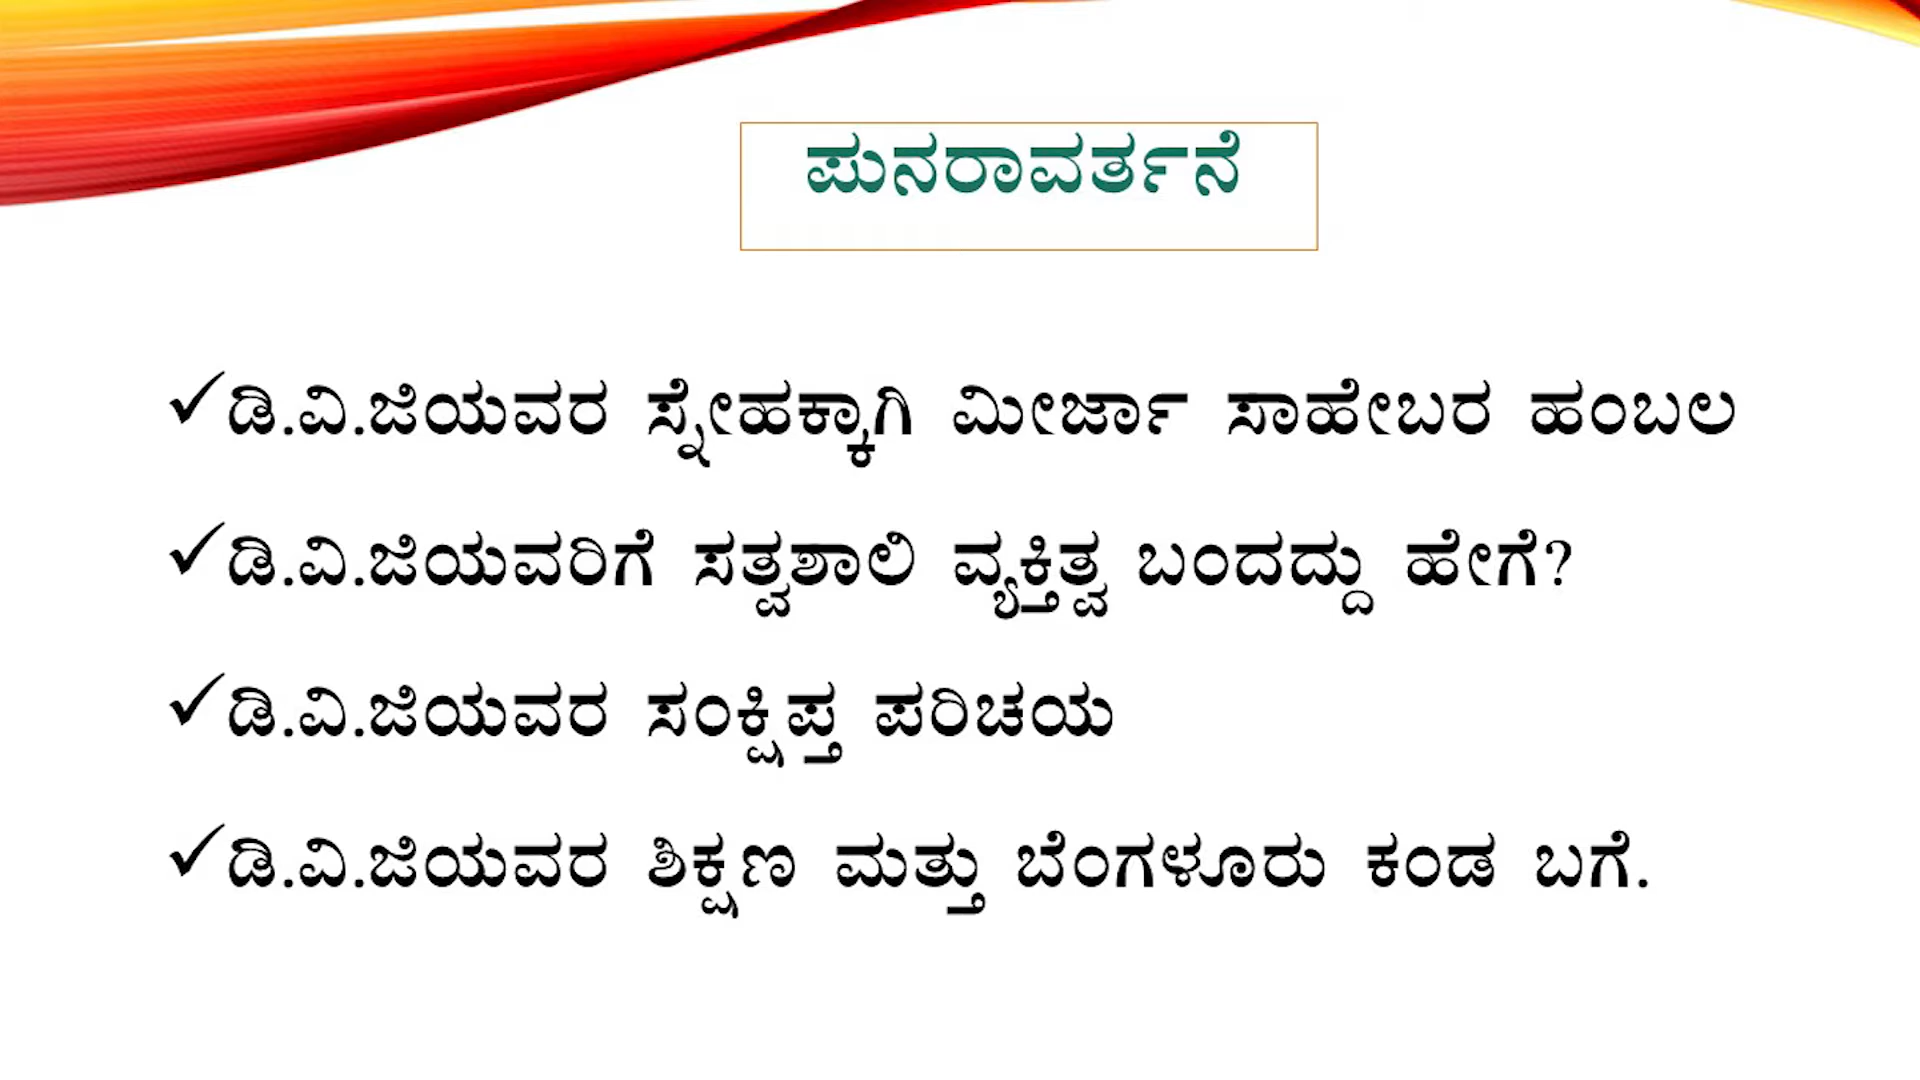 ಪುನರಾವರ್ತನೆ
✓ಡಿ.ವಿ.ಜಿಯವರ ಸ್ನೇಹಕ್ಕಾಗಿ ಮೀರ್ಜಾ ಸಾಹೇಬರ ಹಂಬಲ
✓ಡಿ.ವಿ.ಜಿಯವರಿಗೆ ಸತ್ವಶಾಲಿ ವ್ಯಕ್ತಿತ್ವ ಬಂದದ್ದು ಹೇಗೆ?
✓ಡಿ.ವಿ.ಜಿಯವರ ಸಂಕ್ಷಿಪ್ತ ಪರಿಚಯ
✓ಡಿ.ವಿ.ಜಿಯವರ ಶಿಕ್ಷಣ ಮತ್ತು ಬೆಂಗಳೂರು ಕಂಡ ಬಗೆ.